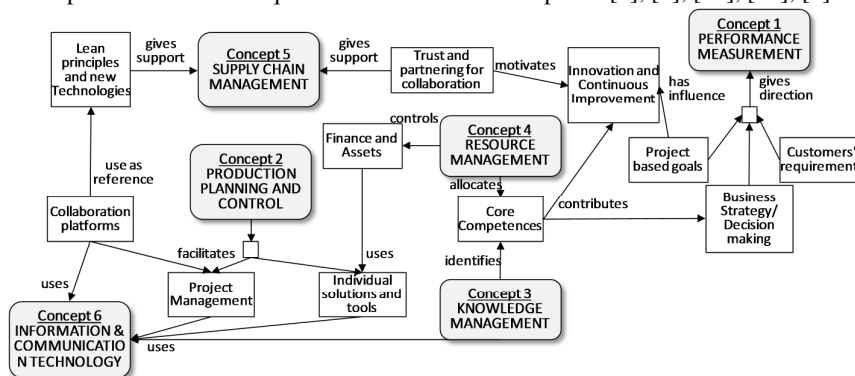 Concept 1
PERFORMANCE
MEASUREMENT
Lean
principles
and new
Technologies
gives
support
Concept 5
SUPPLY CHAIN
MANAGEMENT
gives
support
Trust and
partnering for
collaboration
motivates
Innovation and
Continuous
Improvement
has
influence
gives
direction
controls
Finance and
Assets
Concept 4
RESOURCE
MANAGEMENT
Project
based goals
Customers'
requirement
use as
reference
Concept 2
PRODUCTION
PLANNING AND
CONTROL
allocates
Collaboration
platforms
Core
Competences
contributes
Business
Strategy/
Decision
making
facilitates
uses
identifies
uses
Project
Management
Individual
solutions and
tools
Concept 3
KNOWLEDGE
MANAGEMENT
Concept 6
INFORMATION &
COMMUNICATIO
N TECHNOLOGY
uses